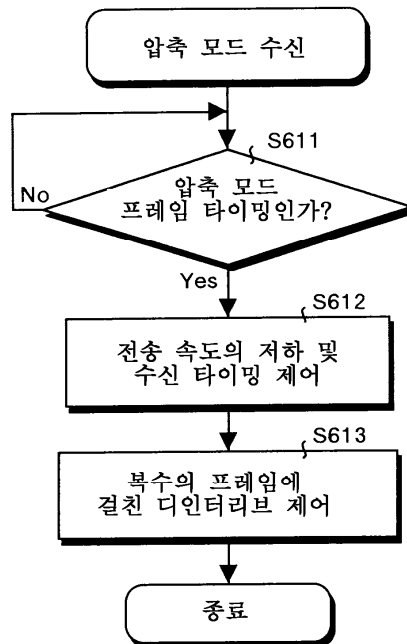 압축 모드 수신
S611
압축 모드
프레임 타이밍인가?
No
Yes
S612
전송 속도의 저하 및
수신 타이밍 제어
S613
복수의 프레임에
걸친 디인터리브 제어
종료